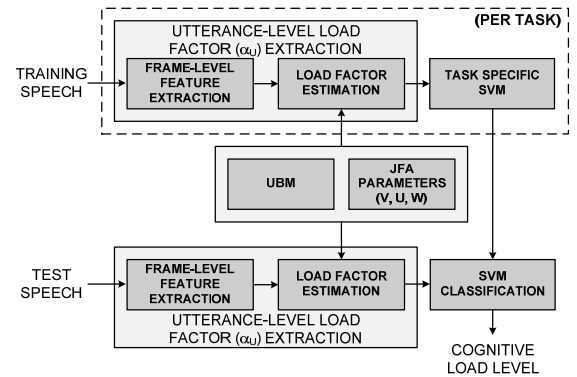 (PER TASK)
UTTERANCE-LEVEL LOAD
FACTOR (αU) EXTRACTION
TRAINING
SPEECH
FRAME-LEVEL
FEATURE
EXTRACTION
LOAD FACTOR
ESTIMATION
TASK SPECIFIC
SVM
UBM
JFA
PARAMETERS
(V, U, W)
TEST
SPEECH
FRAME-LEVEL
FEATURE
EXTRACTION
LOAD FACTOR
ESTIMATION
SVM
CLASSIFICATION
UTTERANCE-LEVEL LOAD
FACTOR (αU) EXTRACTION
COGNITIVE
LOAD LEVEL